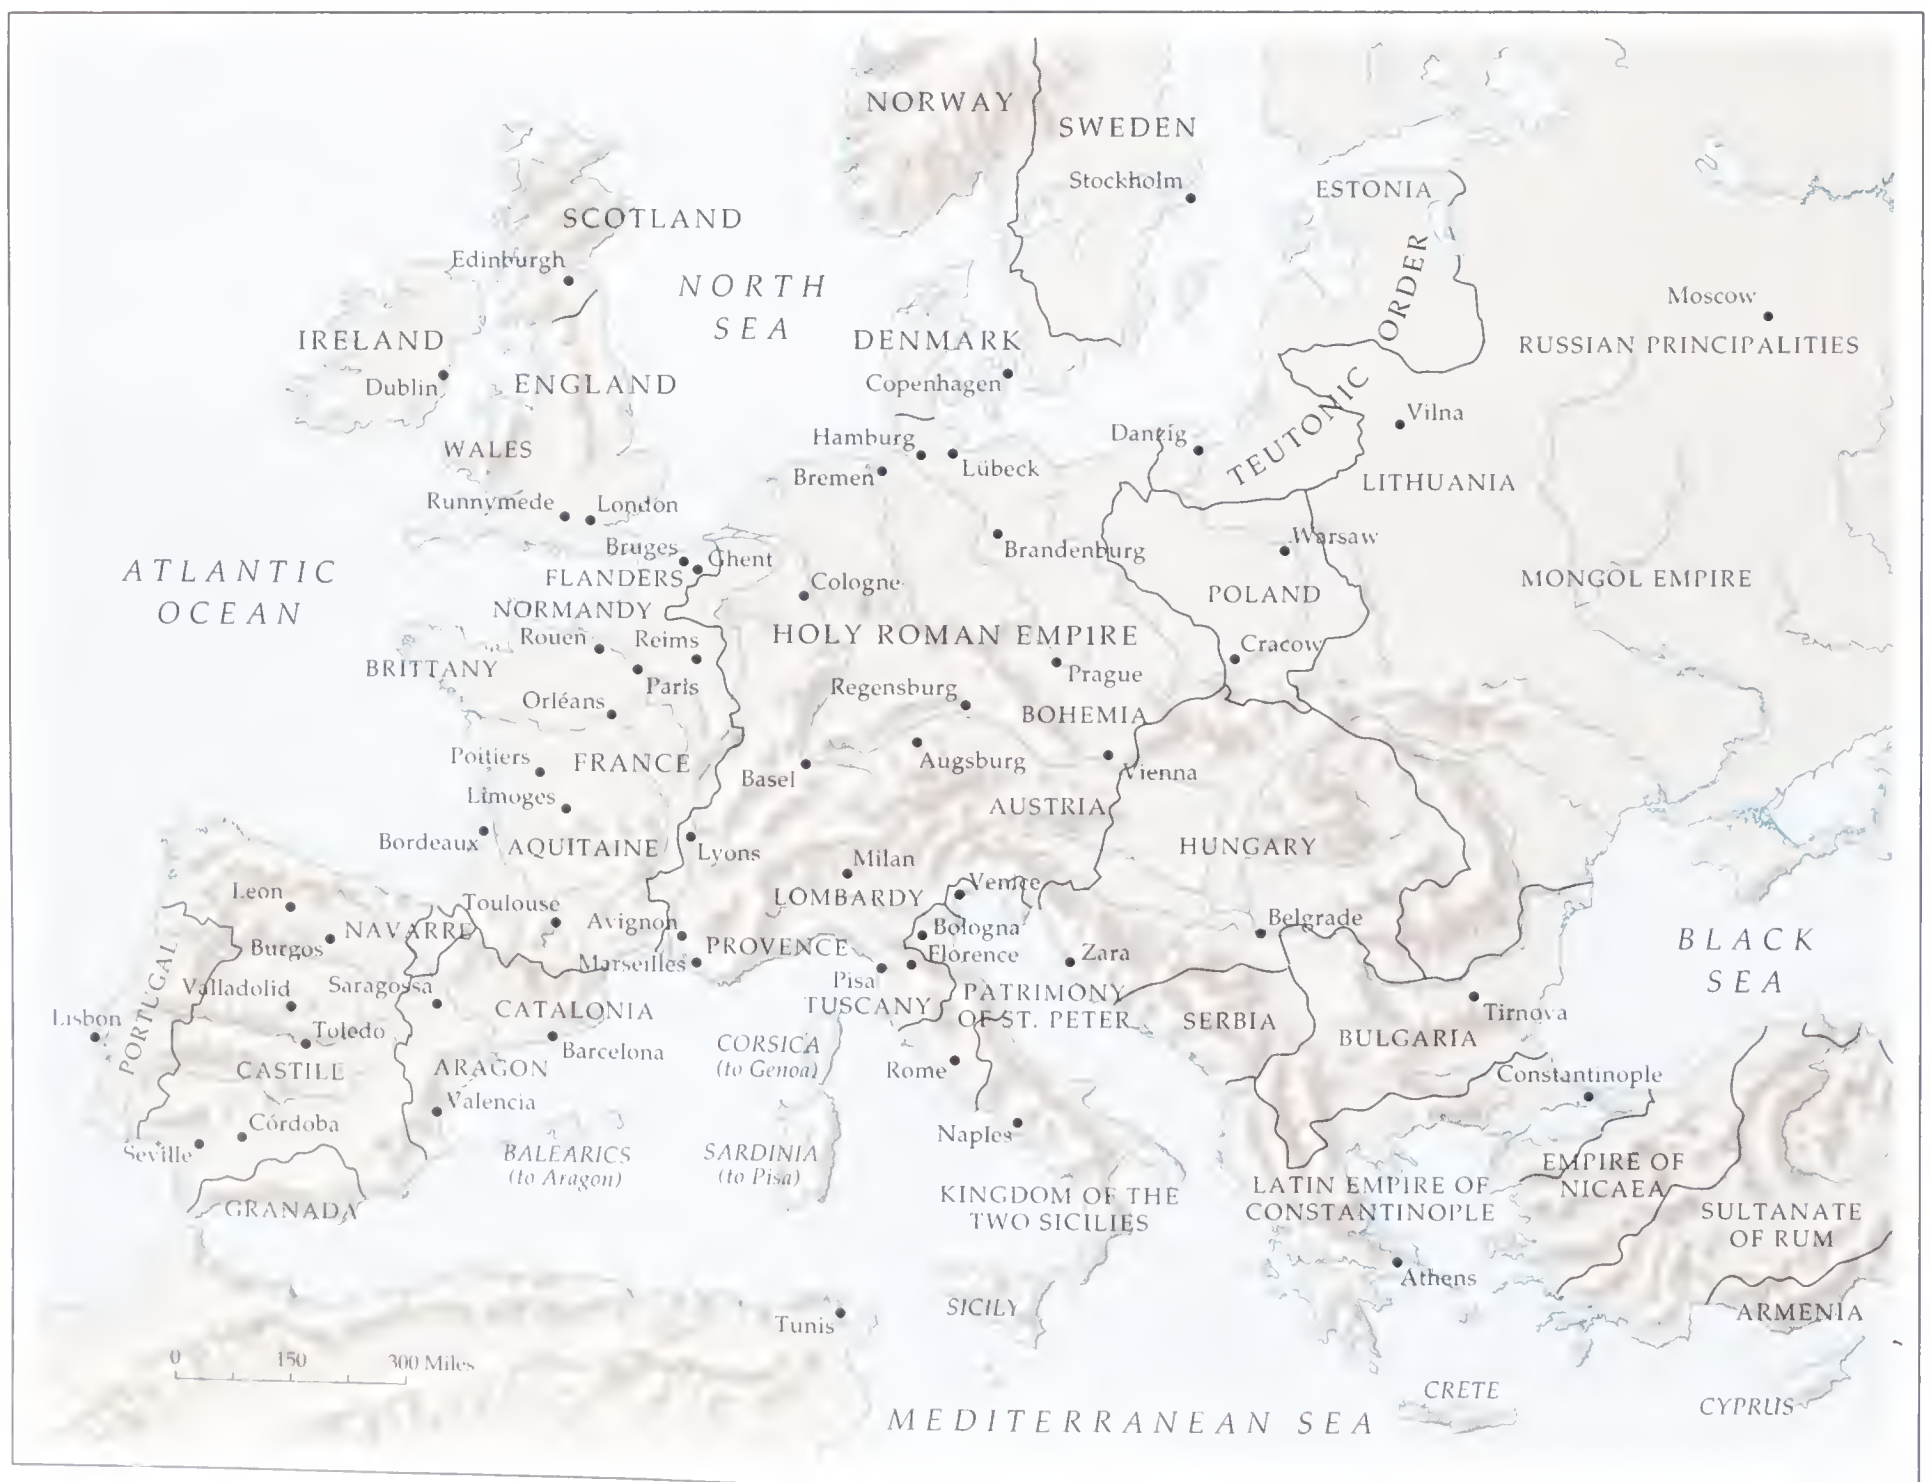 NORWAY
SWEDEN
Stockholm
ESTONIA
SCOTLAND
Edinburgh
NORTH
SEA
TEUTONIC ORDER
Moscow
RUSSIAN PRINCIPALITIES
IRELAND
Dublin
ENGLAND
DENMARK
Copenhagen
WALES
Hamburg
Lübeck
Bremen
Danzig
Vilna
LITHUANIA
Runnymede
London
Bruges
Ghent
FLANDERS
Brandenburg
Warsaw
ATLANTIC
OCEAN
Cologne
POLAND
MONGOL EMPIRE
NORMANDY
Rouen
Reims
HOLY ROMAN EMPIRE
Cracow
BRITTANY
Paris
Prague
Orléans
Regensburg
BOHEMIA
Poitiers
FRANCE
Basel
Augsburg
Vienna
Limoges
AUSTRIA
Bordeaux
AQUITAINE
Lyons
Milan
HUNGARY
Leon
LOMBARDY
Venice
Toulouse
Avignon
Bologna
Belgrade
Burgos
NAVARRE
PROVENCE
Florence
Zara
BLACK
SEA
PORTUGAL
Marseilles
Pisa
Valladolid
Saragossa
CATALONIA
TUSCANY
PATRIMONY
OF ST. PETER
SERBIA
Tirnova
BULGARIA
Lisbon
Toledo
Barcelona
CORSICA
(to Genoa)
CASTILE
ARAGON
Rome
Constantinople
Valencia
Córdoba
Seville
BALEARICS
(to Aragon)
SARDINIA
(to Pisa)
Naples
GRANADA
KINGDOM OF THE
TWO SICILIES
LATIN EMPIRE OF
CONSTANTINOPLE
EMPIRE OF
NICAEA
SULTANATE
OF RUM
Athens
SICILY
Tunis
ARMENIA
0 150 300 Miles
CRETE
CYPRUS
MEDITERRANEAN SEA